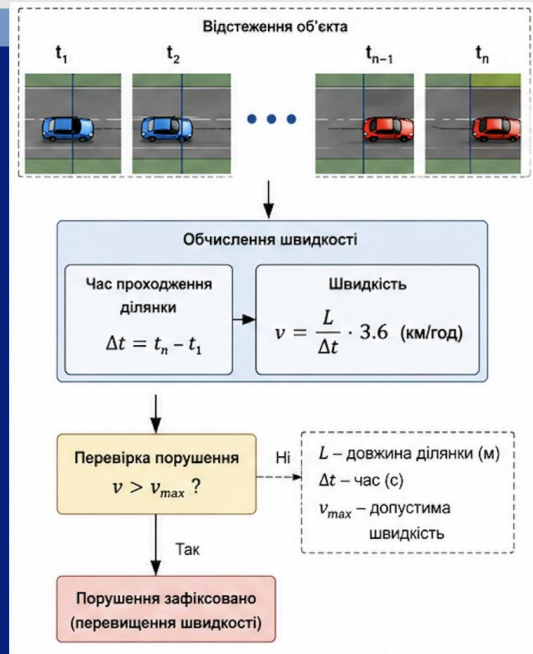 Відстеження об'єкта
t₁ t₂ tₙ₋₁ tₙ
Обчислення швидкості
Час проходження
ділянки
Δt = tₙ − t₁
Швидкість
v = L/Δt · 3.6 (км/год)
Перевірка порушення
v > vₘₐₓ ?
Ні
L – довжина ділянки (м)
Δt – час (с)
vₘₐₓ – допустима
швидкість
Так
Порушення зафіксовано
(перевищення швидкості)